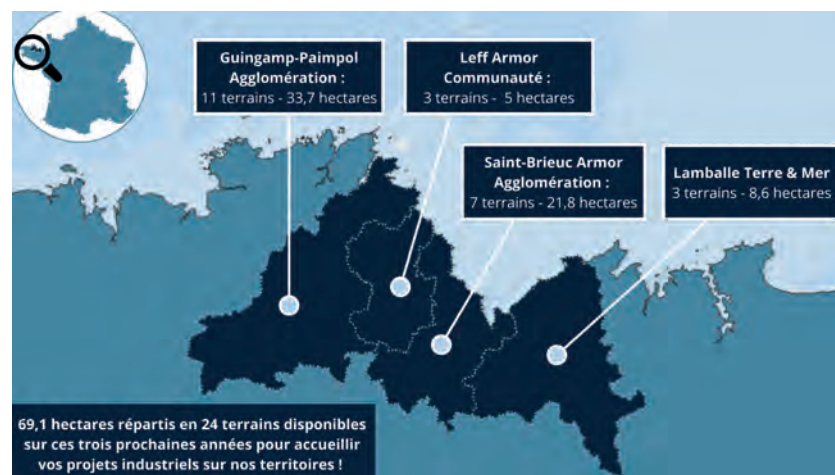 Guingamp-Paimpol
Agglomération :
11 terrains - 33,7 hectares
Leff Armor
Communauté :
3 terrains - 5 hectares
Saint-Brieuc Armor
Agglomération :
7 terrains - 21,8 hectares
Lamballe Terre & Mer
3 terrains - 8,6 hectares
69,1 hectares répartis en 24 terrains disponibles
sur ces trois prochaines années pour accueillir
vos projets industriels sur nos territoires !